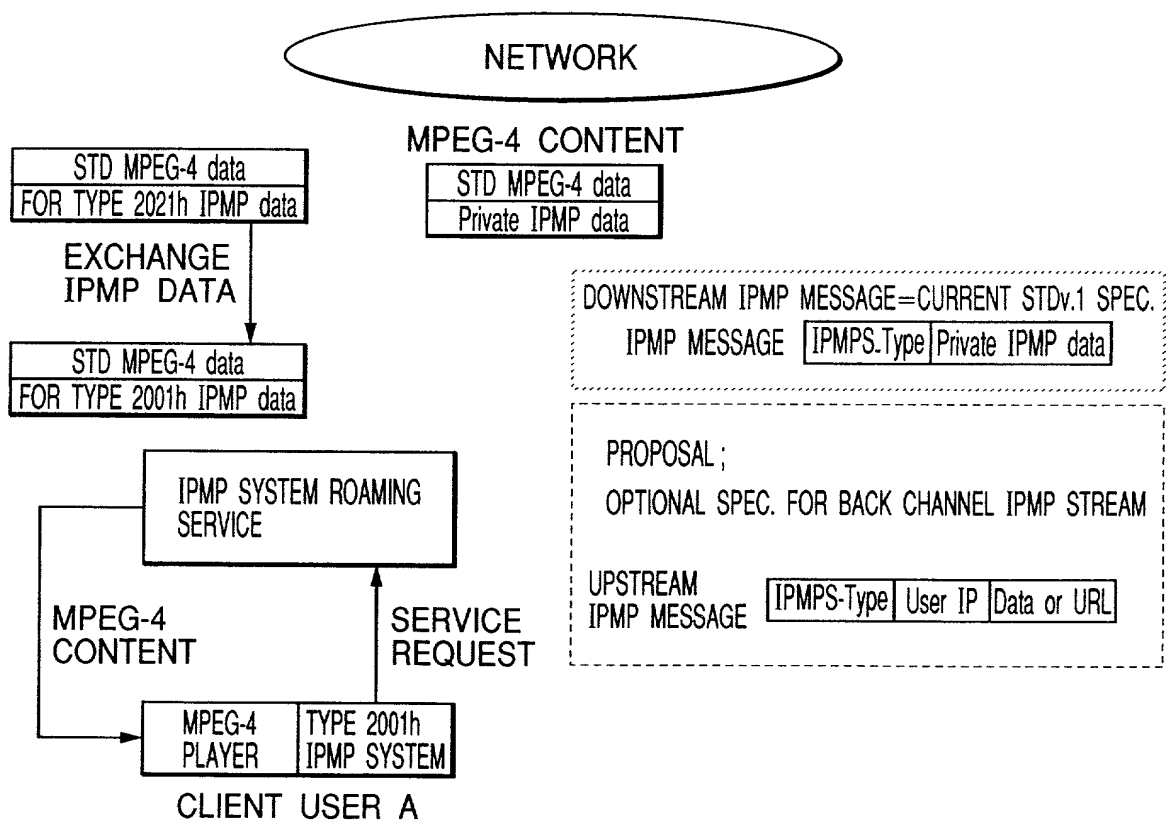 NETWORK
MPEG-4 CONTENT
STD MPEG-4 data
Private IPMP data
STD MPEG-4 data
FOR TYPE 2021h IPMP data
EXCHANGE
IPMP DATA
STD MPEG-4 data
FOR TYPE 2001h IPMP data
DOWNSTREAM IPMP MESSAGE=CURRENT STDv.1 SPEC.
IPMP MESSAGE IPMPS-Type Private IPMP data
PROPOSAL ;
OPTIONAL SPEC. FOR BACK CHANNEL IPMP STREAM
UPSTREAM
IPMP MESSAGE
IPMPS-Type User IP Data or URL
IPMP SYSTEM ROAMING
SERVICE
MPEG-4
CONTENT
SERVICE
REQUEST
MPEG-4
PLAYER
TYPE 2001h
IPMP SYSTEM
CLIENT USER A